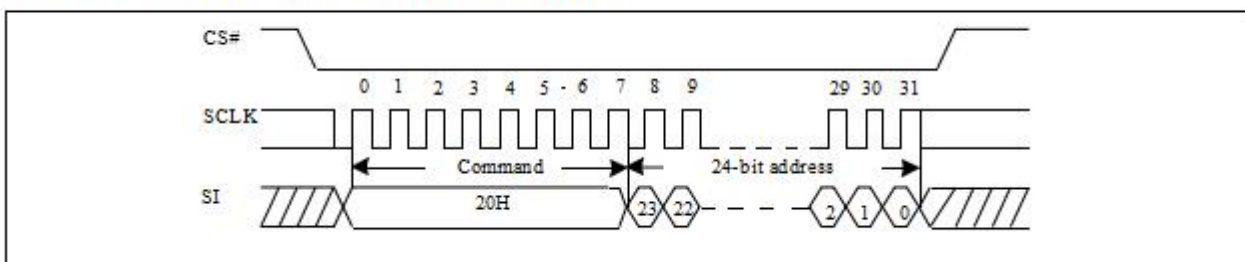 CS#
0 1 2 3 4 5 - 6 7 8 9 29 30 31
SCLK
Command 24-bit address
SI 20H 23 22 2 1 0